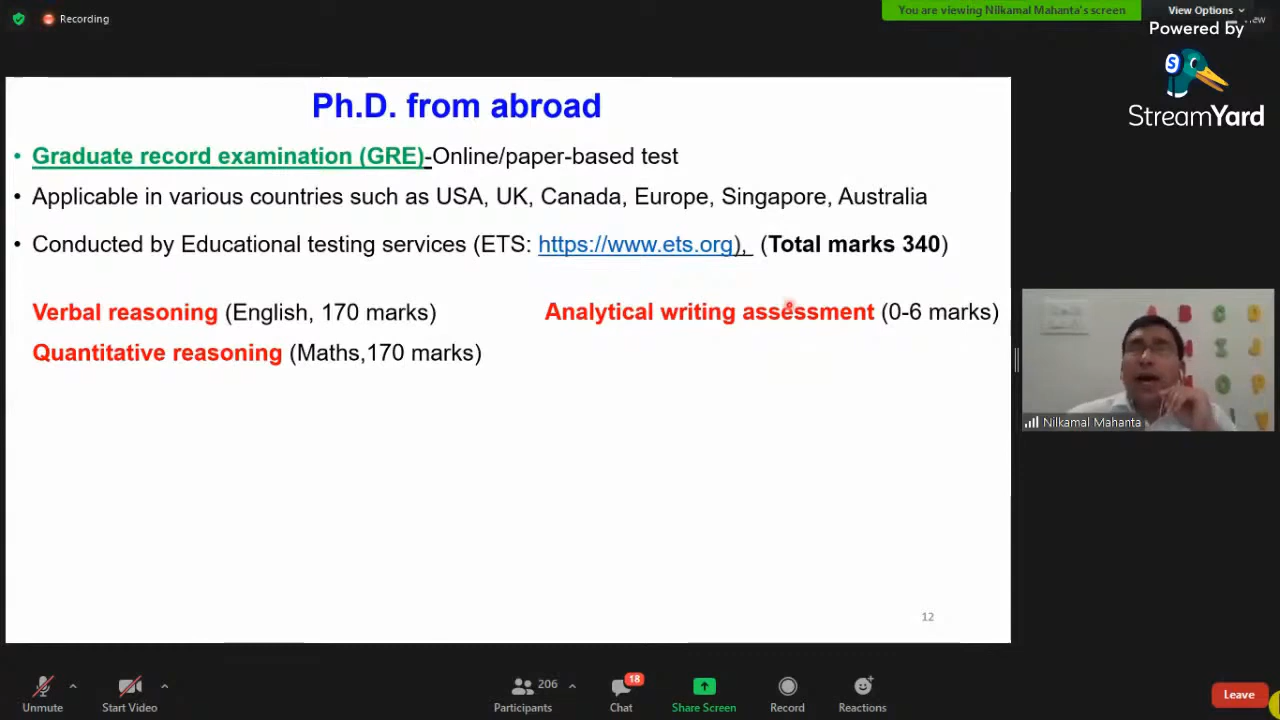 Recording
You are viewing Nilkamal Mahanta's screen
View Options
View
Powered by
StreamYard
Ph.D. from abroad
• Graduate record examination (GRE)-Online/paper-based test
• Applicable in various countries such as USA, UK, Canada, Europe, Singapore, Australia
• Conducted by Educational testing services (ETS: https://www.ets.org), (Total marks 340)
Verbal reasoning (English, 170 marks)
Analytical writing assessment (0-6 marks)
Quantitative reasoning (Maths,170 marks)
12
Nilkamal Mahanta
Unmute
Start Video
206
Participants
18
Chat
Share Screen
Record
Reactions
Leave